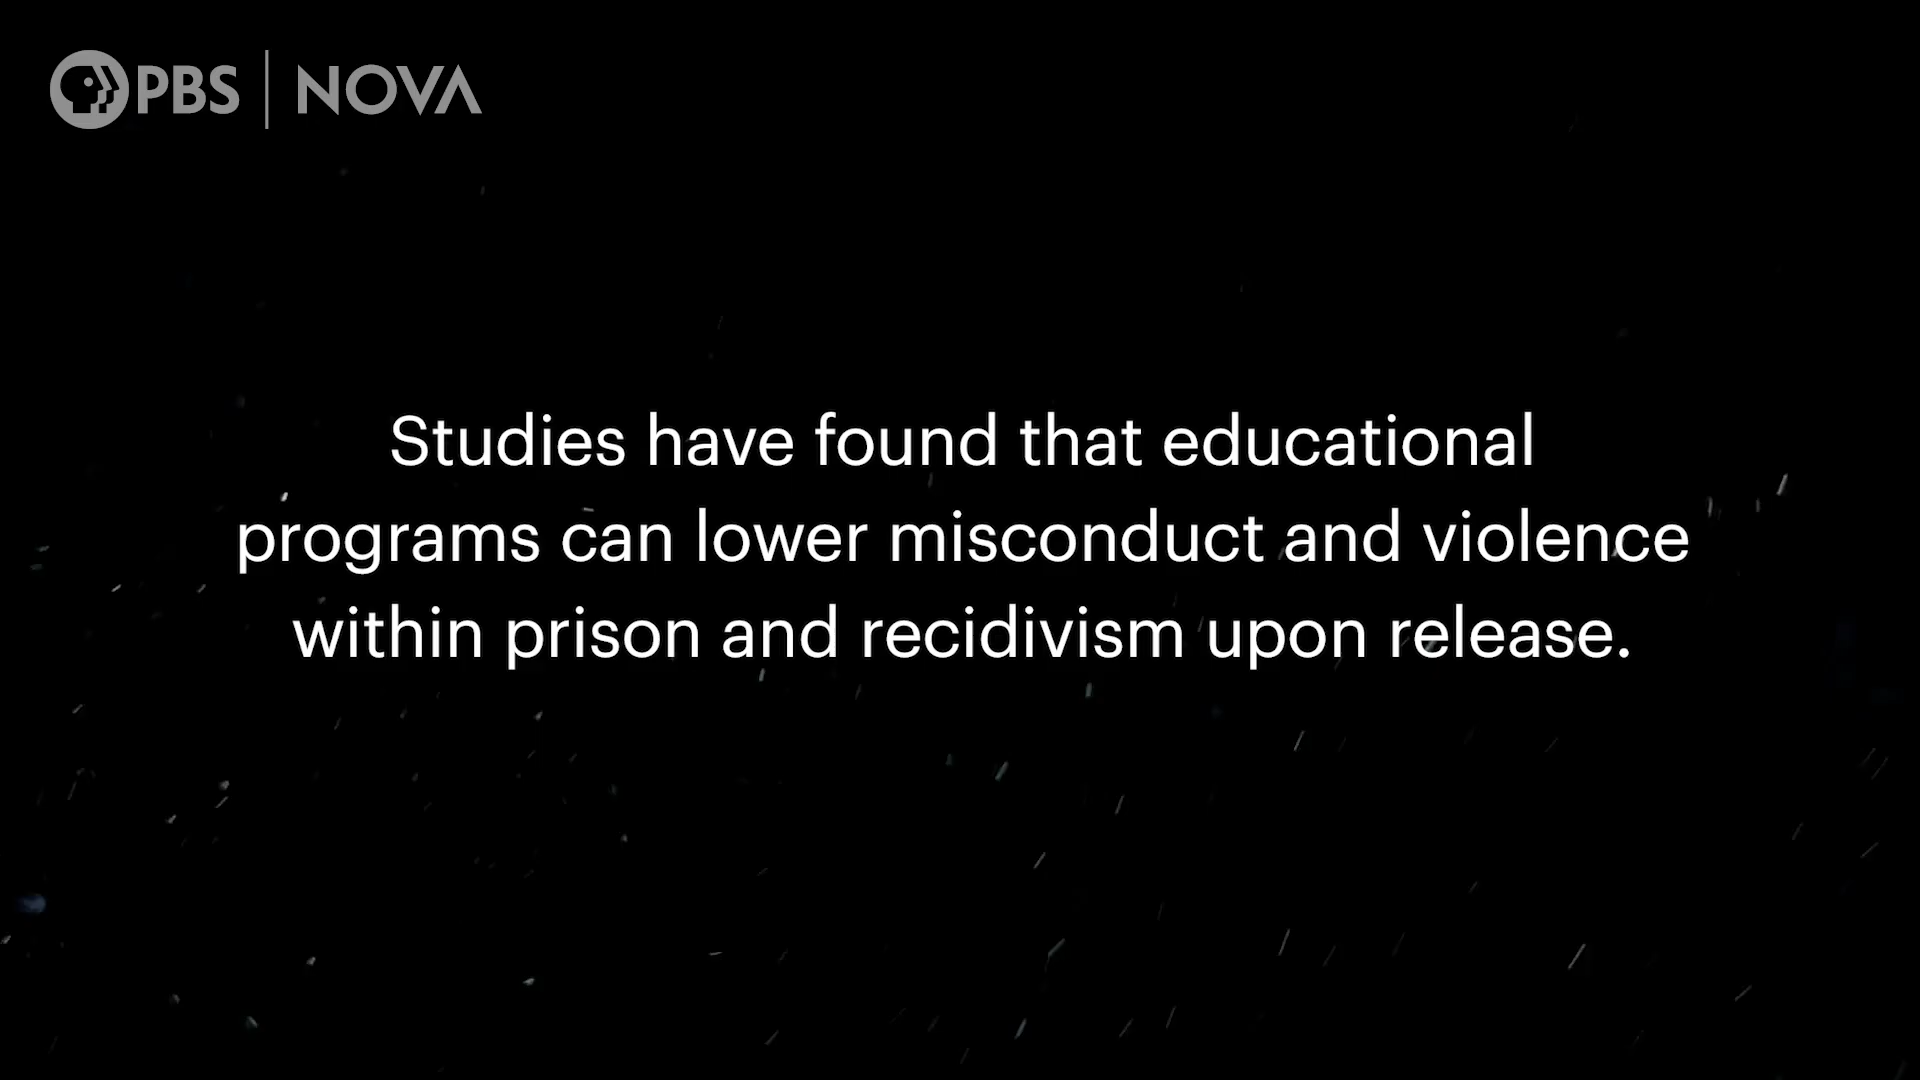 PBS | NOVA
Studies have found that educational
programs can lower misconduct and violence
within prison and recidivism upon release.